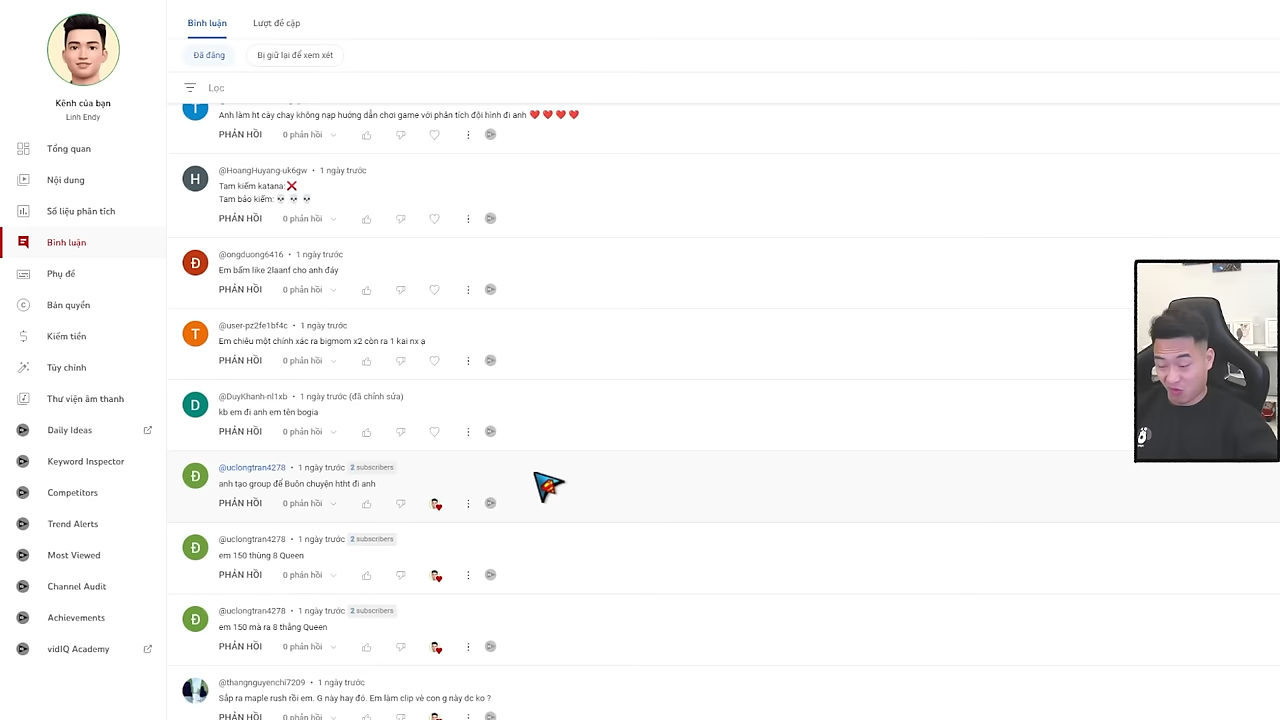 Bình luận
Lượt đề cập
Đã đăng
Bị giữ lại để xem xét
Lọc
Kênh của bạn
Linh Endy
Tổng quan
Nội dung
Số liệu phân tích
Bình luận
Phụ đề
Bản quyền
Kiếm tiền
Tùy chỉnh
Thư viện âm thanh
Daily Ideas
Keyword Inspector
Competitors
Trend Alerts
Most Viewed
Channel Audit
Achievements
vidIQ Academy
Anh làm ht cày chay không nạp huớng dẳn chơi game với phân tích đội hình đi anh ❤️ ❤️ ❤️ ❤️
PHẢN HỒI 0 phản hồi
H
@HoangHuyang-uk6gw • 1 ngày trước
Tam kiếm katana:❌
Tam bảo kiếm: 💀 💀 💀
PHẢN HỒI 0 phản hồi
Đ
@ongduong6416 • 1 ngày trước
Em bấm like 2laanf cho anh đáy
PHẢN HỒI 0 phản hồi
T
@user-pz2fe1bf4c • 1 ngày trước
Em chiêu một chính xác ra bigmom x2 còn ra 1 kai nx ạ
PHẢN HỒI 0 phản hồi
D
@DuyKhanh-nl1xb • 1 ngày trước (đã chỉnh sửa)
kb em đi anh em tên bogia
PHẢN HỒI 0 phản hồi
Đ
@uclongtran4278 • 1 ngày trước 2 subscribers
anh tạo group để Buôn chuyện htht đi anh
PHẢN HỒI 0 phản hồi
Đ
@uclongtran4278 • 1 ngày trước 2 subscribers
em 150 thùng 8 Queen
PHẢN HỒI 0 phản hồi
Đ
@uclongtran4278 • 1 ngày trước 2 subscribers
em 150 mà ra 8 thằng Queen
PHẢN HỒI 0 phản hồi
@thangnguyenchi7209 • 1 ngày trước
Sắp ra maple rush rồi em. G này hay đó. Em làm clip vè con g này dc ko ?
PHẢN HỒI 0 phản hồi